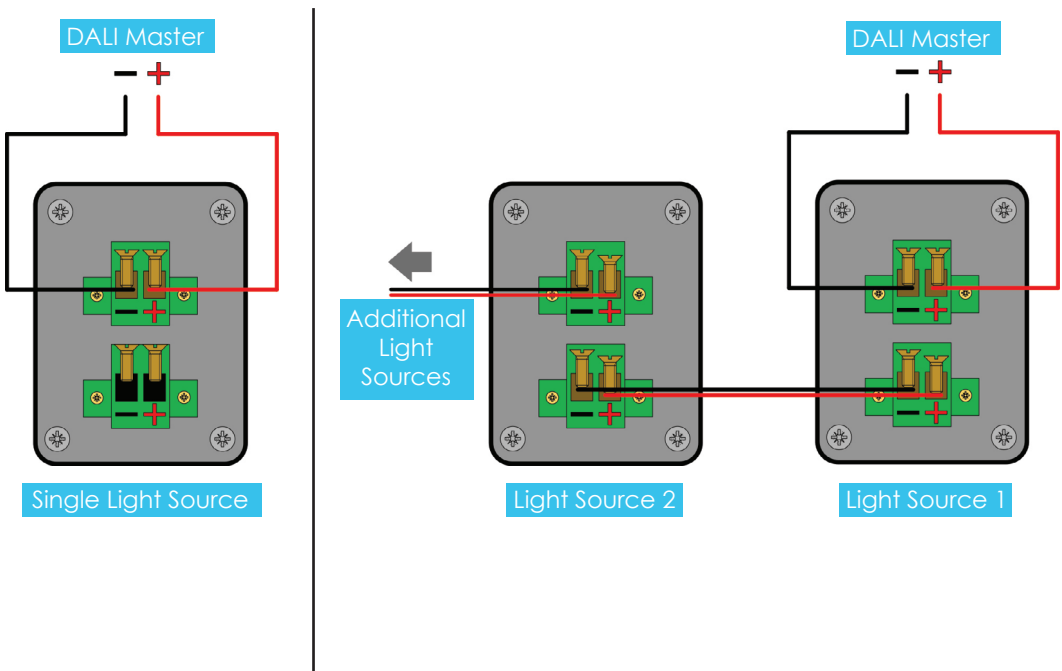 DALI Master
− +
− +
− +
Single Light Source
DALI Master
− +
− +
− +
− +
− +
Additional
Light
Sources
Light Source 2
Light Source 1